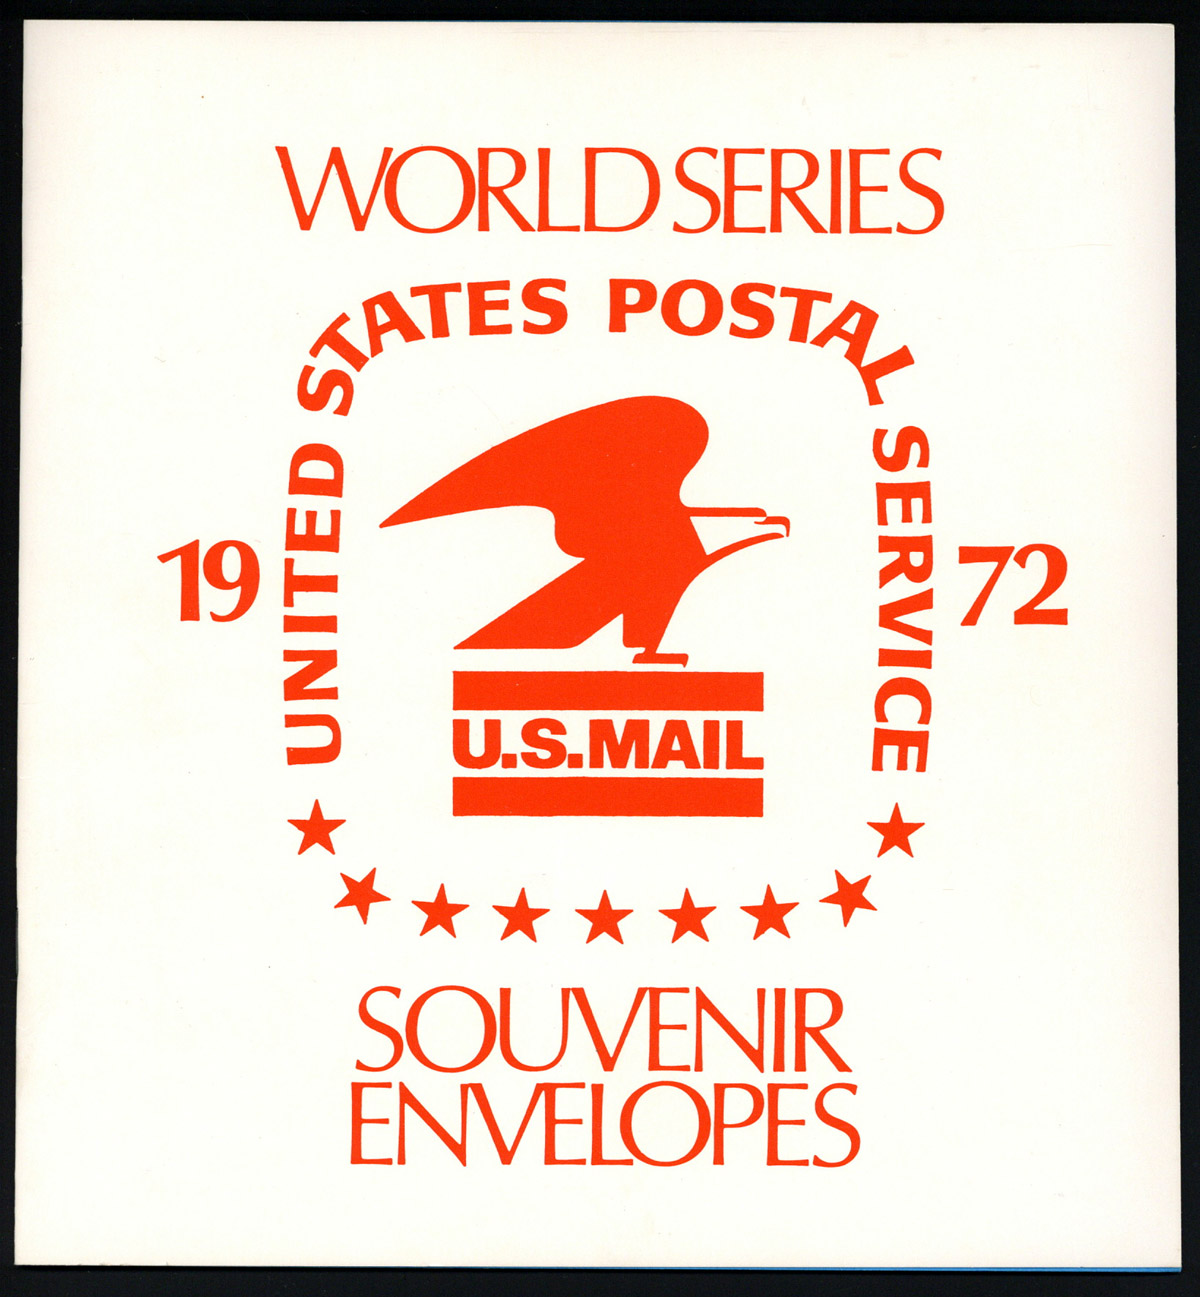 WORLD SERIES
UNITED STATES POSTAL SERVICE
19 72
U.S.MAIL
SOUVENIR
ENVELOPES